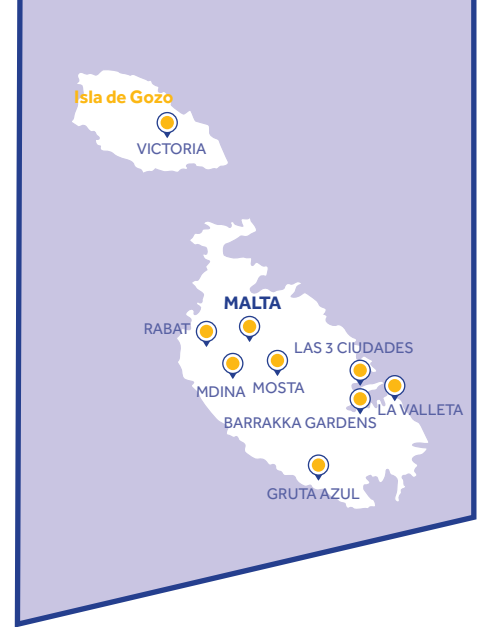 Isla de Gozo
VICTORIA
MALTA
RABAT
LAS 3 CIUDADES
MDINA
MOSTA
LA VALLETA
BARRAKKA GARDENS
GRUTA AZUL